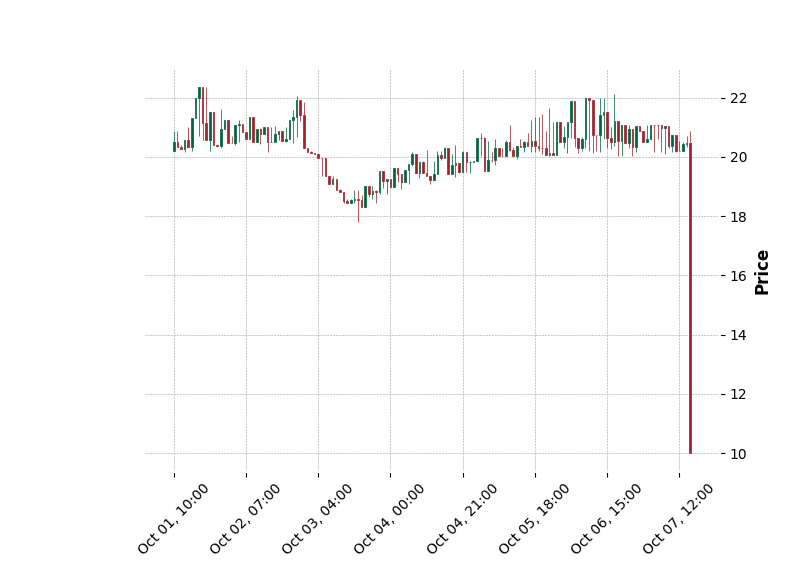 22
20
18
16
14
12
10
Price
Oct 01, 10:00
Oct 02, 07:00
Oct 03, 04:00
Oct 04, 00:00
Oct 04, 21:00
Oct 05, 18:00
Oct 06, 15:00
Oct 07, 12:00